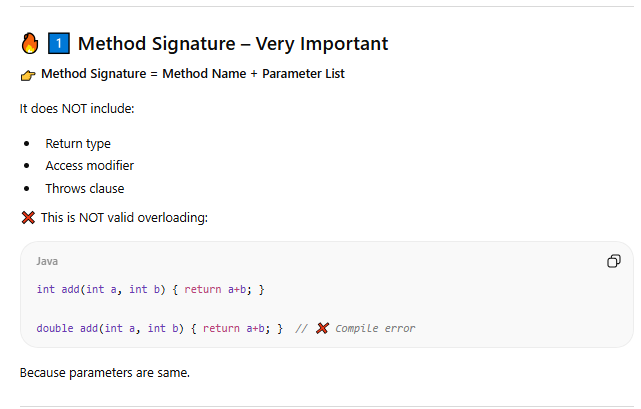 🔥 1️⃣ Method Signature – Very Important
👉 Method Signature = Method Name + Parameter List
It does NOT include:
• Return type
• Access modifier
• Throws clause
❌ This is NOT valid overloading:
Java
int add(int a, int b) { return a+b; }
double add(int a, int b) { return a+b; }  // ❌ Compile error
Because parameters are same.